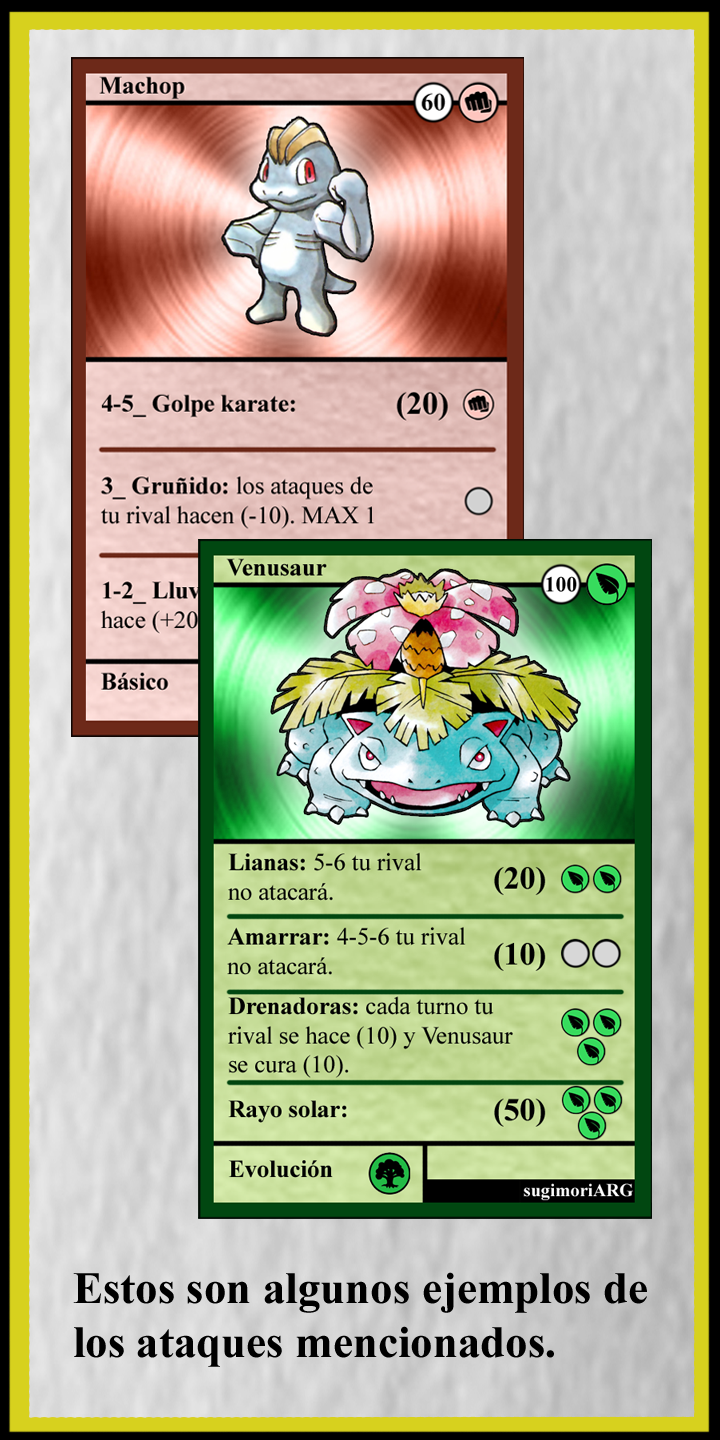 Machop
60
4-5_ Golpe karate: (20)
3_ Gruñido: los ataques de
tu rival hacen (-10). MAX 1
1-2_
hace (+20
Básico
Venusaur
100
Lianas: 5-6 tu rival
no atacará.
(20)
Amarrar: 4-5-6 tu rival
no atacará.
(10)
Drenadoras: cada turno tu
rival se hace (10) y Venusaur
se cura (10).
Rayo solar: (50)
Evolución
sugimoriARG
Estos son algunos ejemplos de
los ataques mencionados.